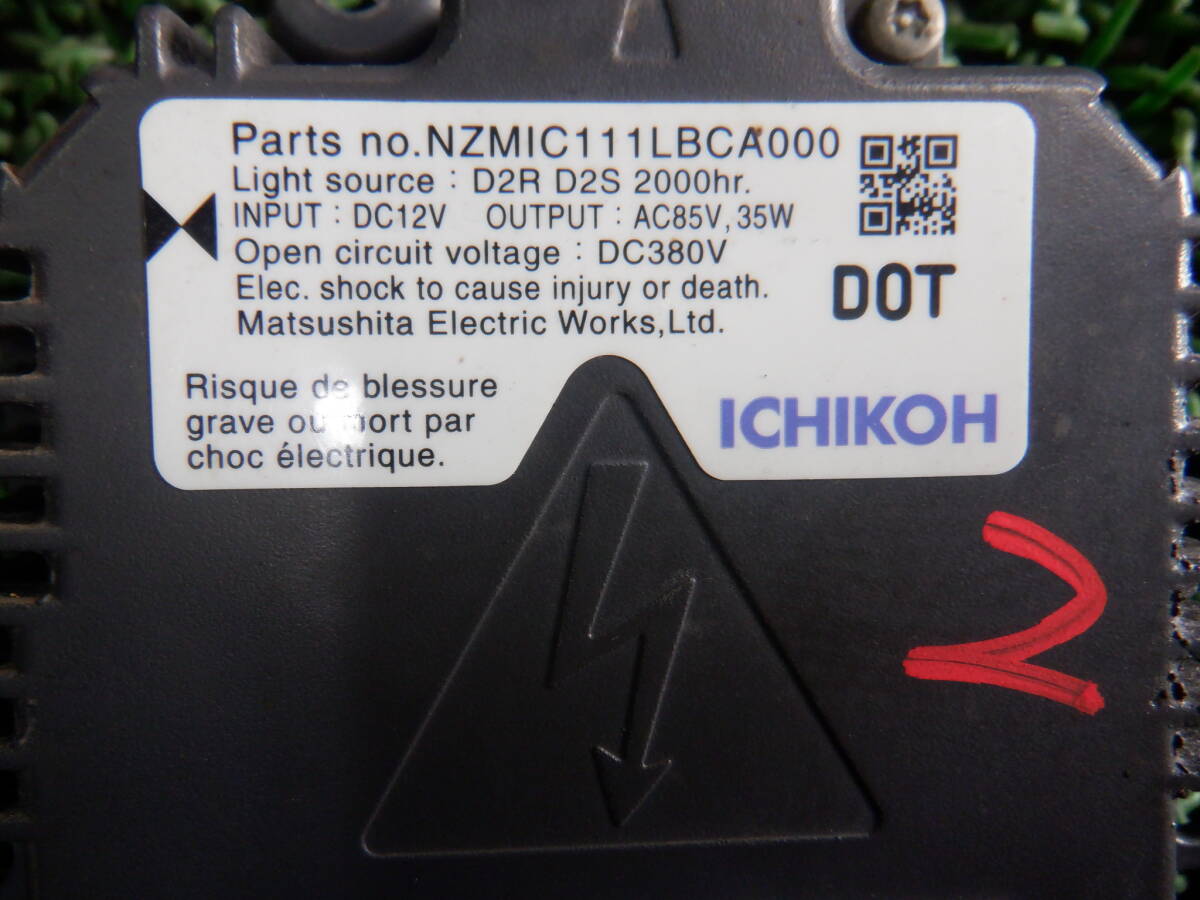 Parts no.NZMIC111LBCA000
Light source : D2R D2S 2000hr.
INPUT : DC12V OUTPUT : AC85V,35W
Open circuit voltage : DC380V
Elec. shock to cause injury or death.
Matsushita Electric Works,Ltd.
DOT
Risque de blessure
grave ou mort par
choc électrique.
ICHIKOH
2